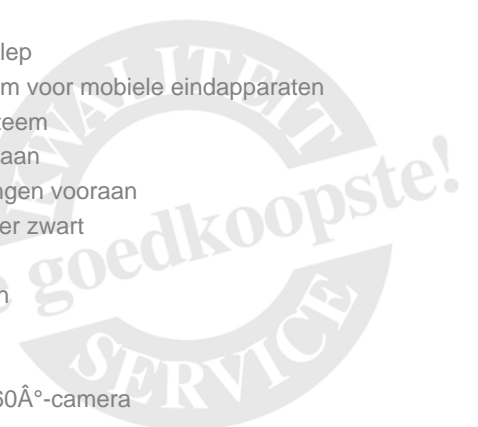 lep
m voor mobiele eindapparaten
teem
aan
ngen vooraan
er zwart
n
60Â°-camera
KWALITEIT
goedkoopste!
SERVICE